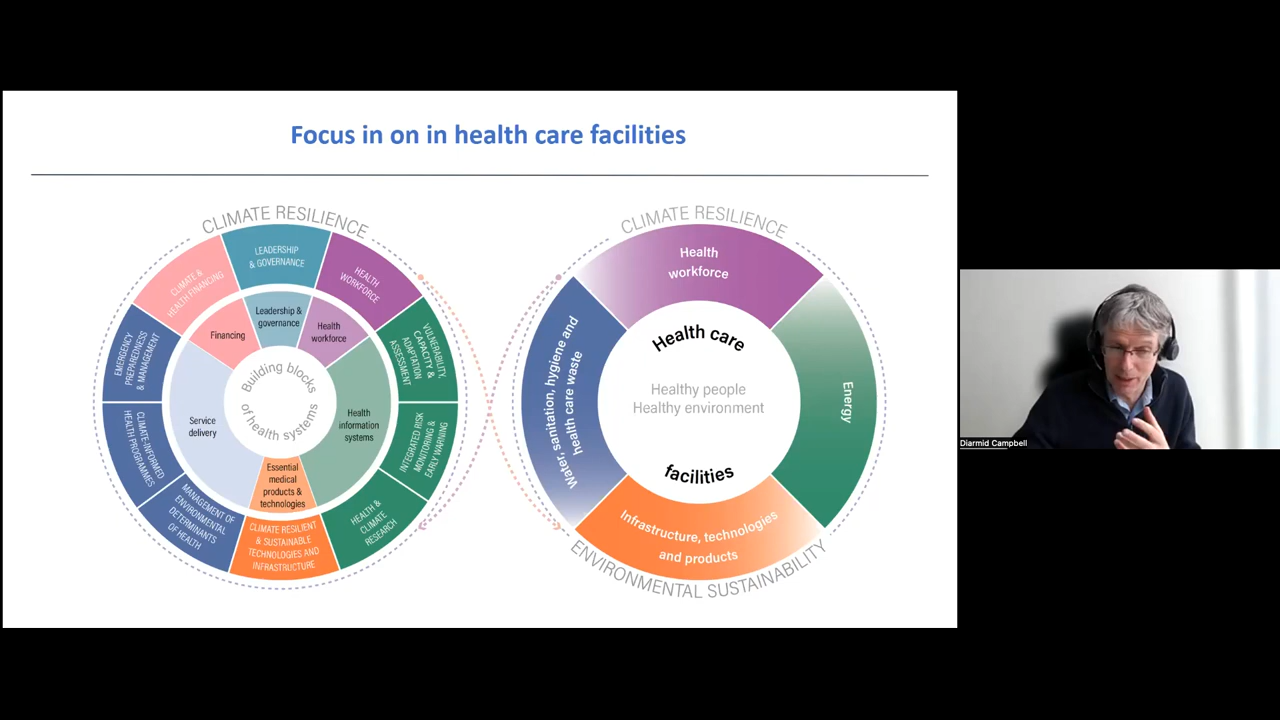 Focus in on in health care facilities
CLIMATE RESILIENCE
LEADERSHIP
& GOVERNANCE
HEALTH
WORKFORCE
VULNERABILITY,
CAPACITY &
ADAPTATION
ASSESSMENT
INTEGRATED RISK
MONITORING &
EARLY WARNING
HEALTH &
CLIMATE
RESEARCH
CLIMATE RESILIENT
& SUSTAINABLE
TECHNOLOGIES AND
INFRASTRUCTURE
MANAGEMENT OF
ENVIRONMENTAL
DETERMINANTS
OF HEALTH
CLIMATE-INFORMED
HEALTH PROGRAMMES
EMERGENCY
PREPAREDNESS
& MANAGEMENT
CLIMATE &
HEALTH FINANCING
Leadership &
governance
Health
workforce
Health
information
systems
Essential
medical
products &
technologies
Service
delivery
Financing
Building blocks
of health systems
CLIMATE RESILIENCE
Health
workforce
Energy
Infrastructure, technologies
and products
Water, sanitation, hygiene and
health care waste
Health care
Healthy people
Healthy environment
facilities
ENVIRONMENTAL SUSTAINABILITY
Diarmid Campbell